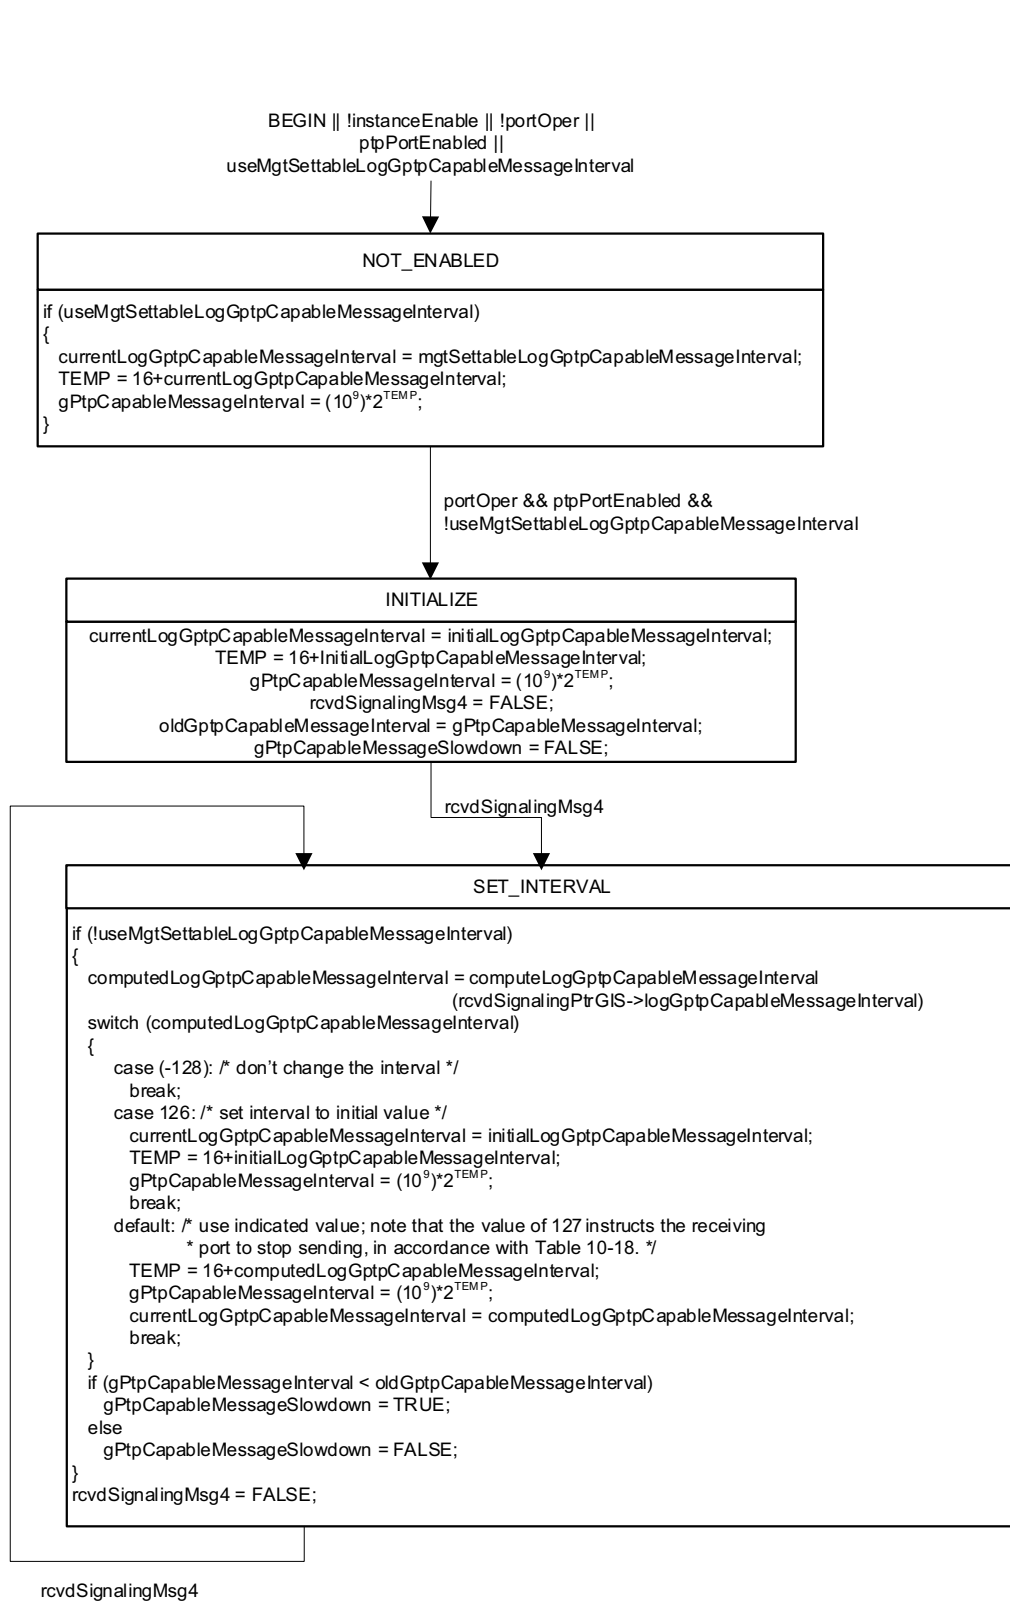 BEGIN || !instanceEnable || !portOper ||
ptpPortEnabled ||
useMgtSettableLogGptpCapableMessageInterval
NOT_ENABLED
if (useMgtSettableLogGptpCapableMessageInterval)
{
currentLogGptpCapableMessageInterval = mgtSettableLogGptpCapableMessageInterval;
TEMP = 16+currentLogGptpCapableMessageInterval;
gPtpCapableMessageInterval = (10⁹)*2^TEMP;
}
portOper && ptpPortEnabled &&
!useMgtSettableLogGptpCapableMessageInterval
INITIALIZE
currentLogGptpCapableMessageInterval = initialLogGptpCapableMessageInterval;
TEMP = 16+InitialLogGptpCapableMessageInterval;
gPtpCapableMessageInterval = (10⁹)*2^TEMP;
rcvdSignalingMsg4 = FALSE;
oldGptpCapableMessageInterval = gPtpCapableMessageInterval;
gPtpCapableMessageSlowdown = FALSE;
rcvdSignalingMsg4
SET_INTERVAL
if (!useMgtSettableLogGptpCapableMessageInterval)
{
computedLogGptpCapableMessageInterval = computeLogGptpCapableMessageInterval
(rcvdSignalingPtrGIS->logGptpCapableMessageInterval)
switch (computedLogGptpCapableMessageInterval)
{
case (-128): /* don't change the interval */
break;
case 126: /* set interval to initial value */
currentLogGptpCapableMessageInterval = initialLogGptpCapableMessageInterval;
TEMP = 16+initialLogGptpCapableMessageInterval;
gPtpCapableMessageInterval = (10⁹)*2^TEMP;
break;
default: /* use indicated value; note that the value of 127 instructs the receiving
* port to stop sending, in accordance with Table 10-18. */
TEMP = 16+computedLogGptpCapableMessageInterval;
gPtpCapableMessageInterval = (10⁹)*2^TEMP;
currentLogGptpCapableMessageInterval = computedLogGptpCapableMessageInterval;
break;
}
if (gPtpCapableMessageInterval < oldGptpCapableMessageInterval)
gPtpCapableMessageSlowdown = TRUE;
else
gPtpCapableMessageSlowdown = FALSE;
}
rcvdSignalingMsg4 = FALSE;
rcvdSignalingMsg4